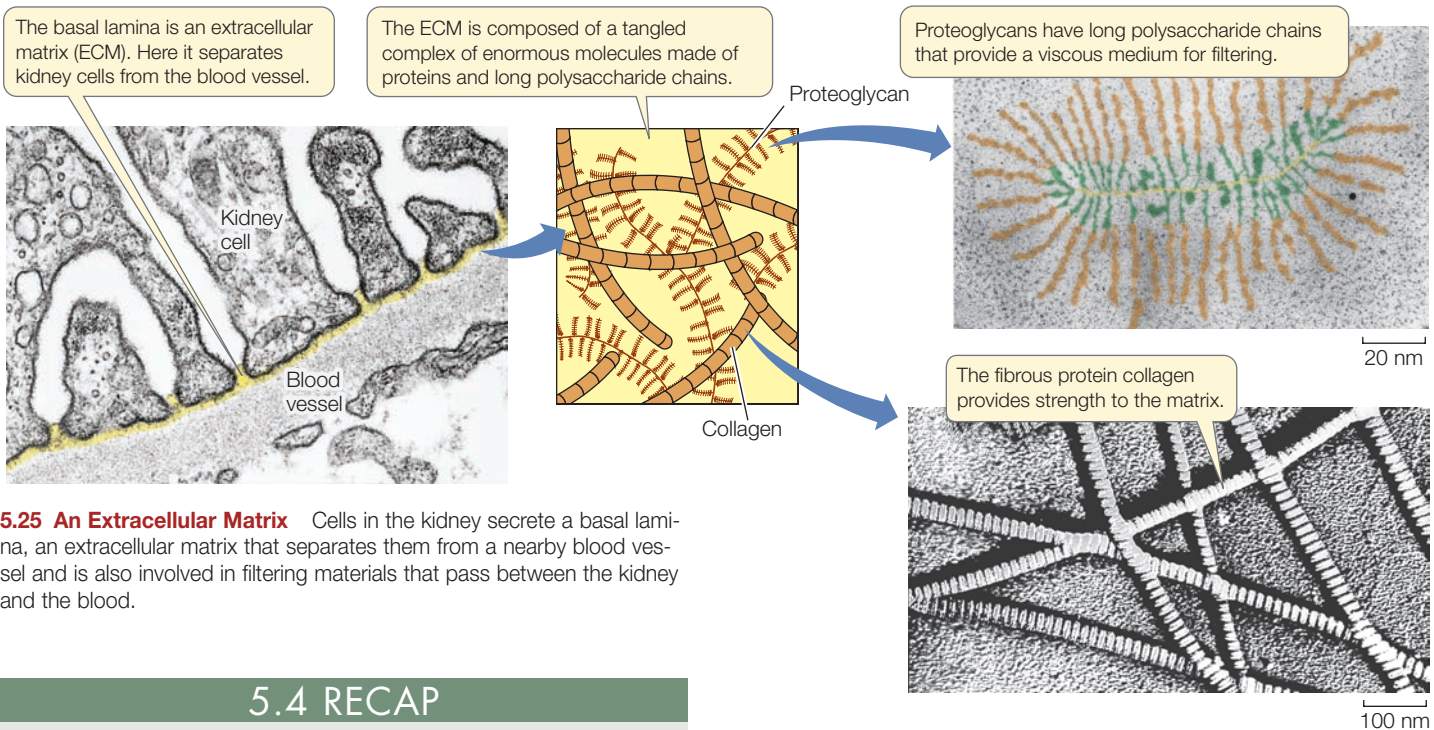 The basal lamina is an extracellular
matrix (ECM). Here it separates
kidney cells from the blood vessel.
The ECM is composed of a tangled
complex of enormous molecules made of
proteins and long polysaccharide chains.
Proteoglycans have long polysaccharide chains
that provide a viscous medium for filtering.
Proteoglycan
Kidney
cell
Blood
vessel
Collagen
20 nm
The fibrous protein collagen
provides strength to the matrix.
100 nm
5.25 An Extracellular Matrix Cells in the kidney secrete a basal lami-
na, an extracellular matrix that separates them from a nearby blood ves-
sel and is also involved in filtering materials that pass between the kidney
and the blood.
5.4 RECAP